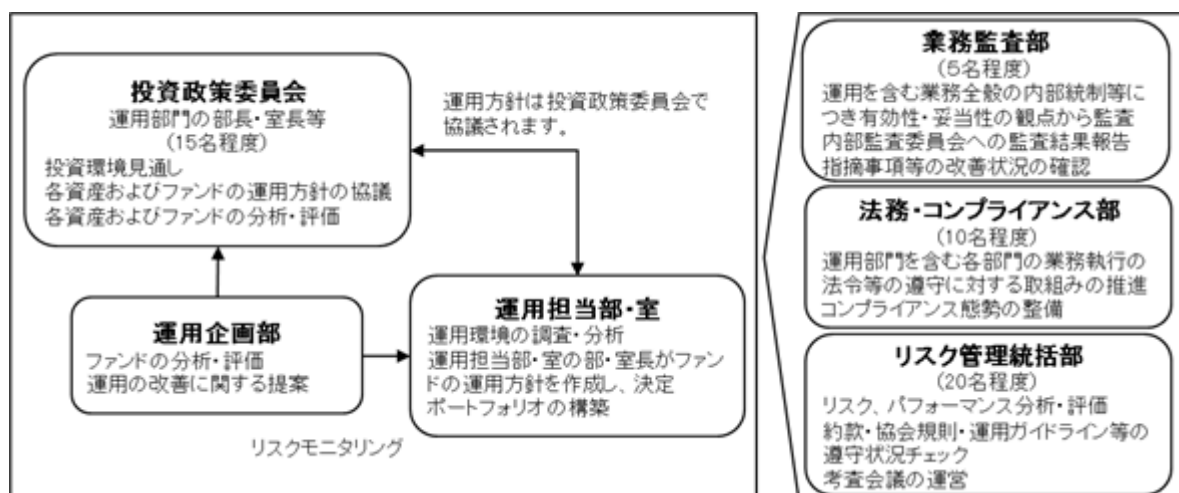 投資政策委員会
運用部門の部長・室長等
(15名程度)
投資環境見通し
各資産およびファンドの運用方針の協議
各資産およびファンドの分析・評価
運用方針は投資政策委員会で
協議されます。
運用企画部
ファンドの分析・評価
運用の改善に関する提案
運用担当部・室
運用環境の調査・分析
運用担当部・室の部・室長がファン
ドの運用方針を作成し、決定
ポートフォリオの構築
リスクモニタリング
業務監査部
(5名程度)
運用を含む業務全般の内部統制等に
つき有効性・妥当性の観点から監査
内部監査委員会への監査結果報告
指摘事項等の改善状況の確認
法務・コンプライアンス部
(10名程度)
運用部門を含む各部門の業務執行の
法令等の遵守に対する取組みの推進
コンプライアンス態勢の整備
リスク管理統括部
(20名程度)
リスク、パフォーマンス分析・評価
約款・協会規則・運用ガイドライン等の
遵守状況チェック
考査会議の運営